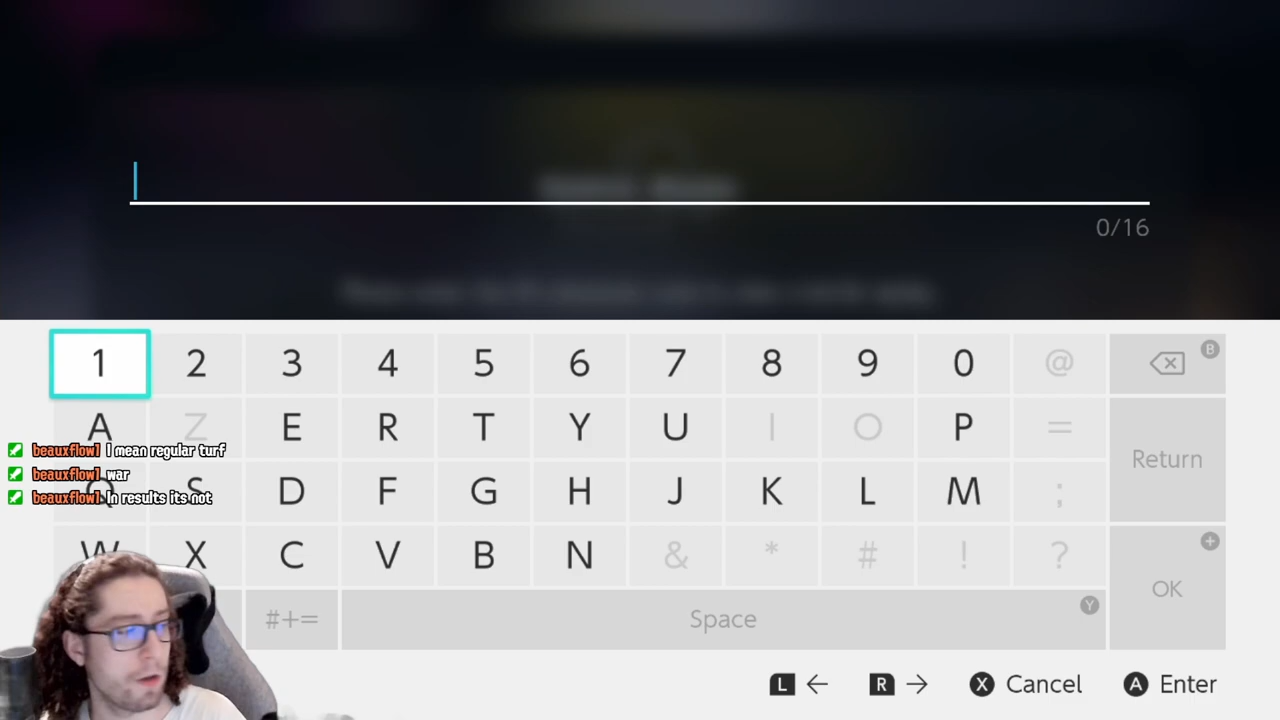 0/16
1 2 3 4 5 6 7 8 9 0 @ B
A Z E R T Y U I O P =
Return
beauxflow1 I mean regular turf
beauxflow1 war
Q S D F G H J K L M ;
beauxflow1 In results its not
W X C V B N & * # ! ? +
OK
#+= Space Y
L ← R → X Cancel A Enter